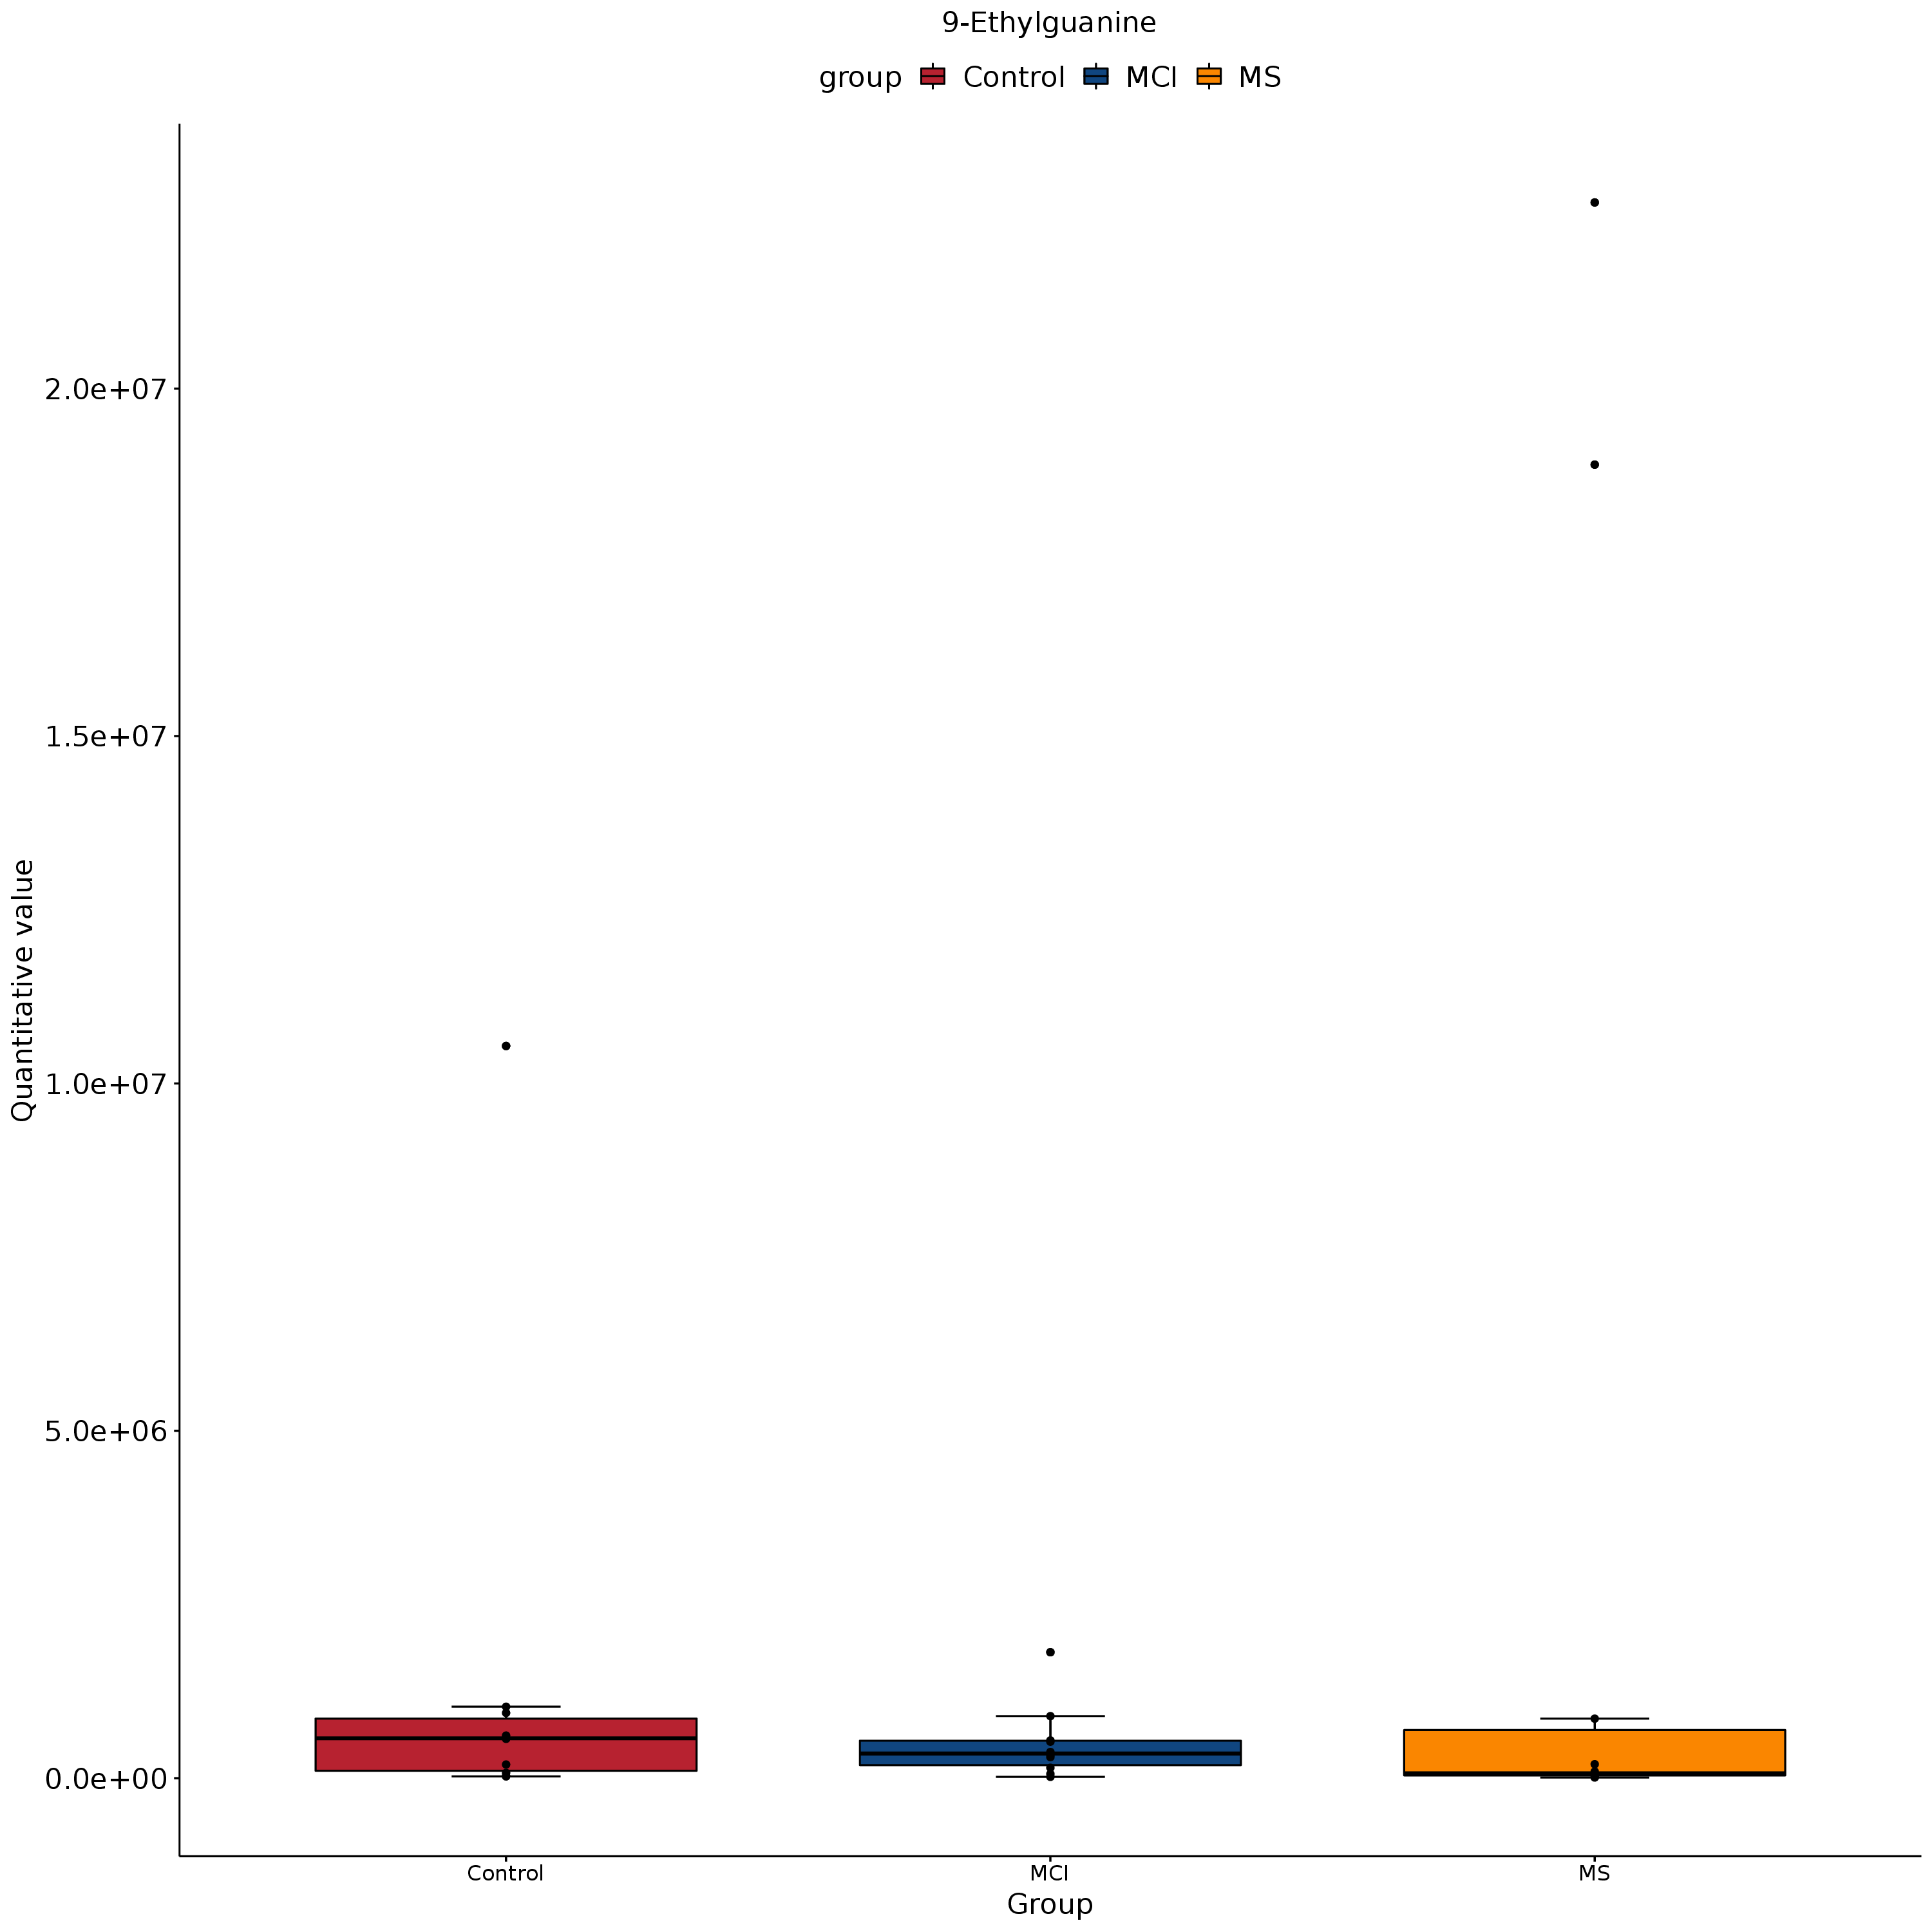 9-Ethylguanine
group Control MCI MS
2.0e+07
1.5e+07
1.0e+07
5.0e+06
0.0e+00
Quantitative value
Control MCI MS
Group